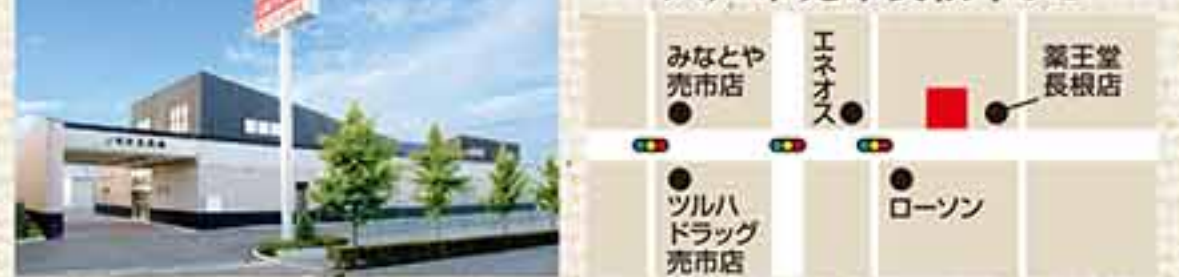 みなとや
売市店
エネオス
薬王堂
長根店
ツルハ
ドラッグ
売市店
ローソン